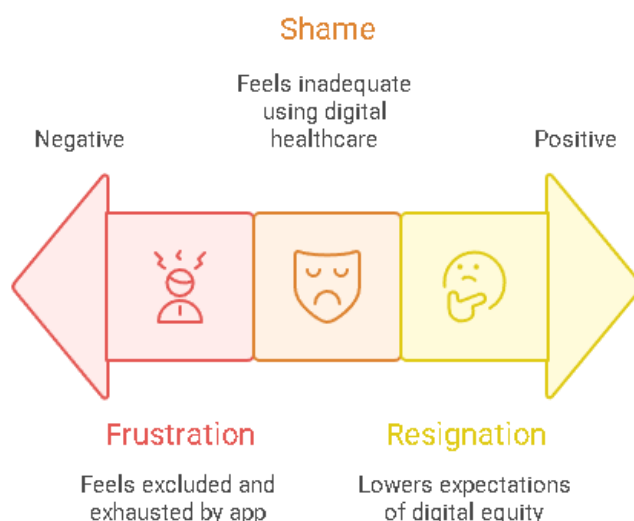 Shame
Feels inadequate
using digital
healthcare
Negative
Positive
Frustration
Feels excluded and
exhausted by app
Resignation
Lowers expectations
of digital equity